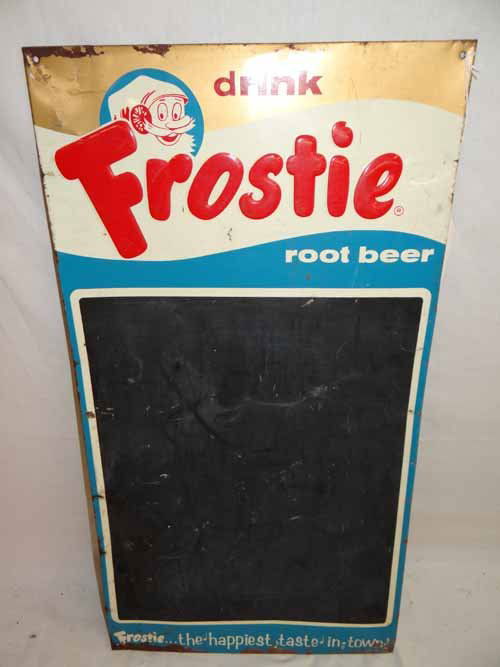 drink
Frostie®
root beer
Frostie...the happiest taste in town!